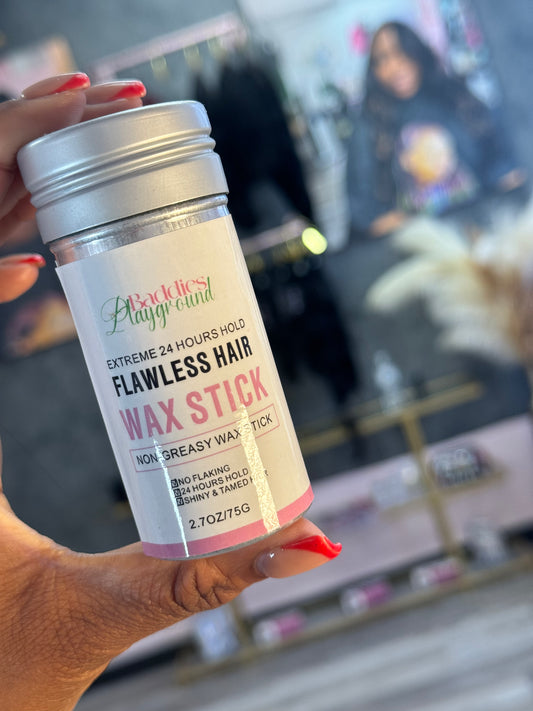 Baddies
Playground
EXTREME 24 HOURS HOLD
FLAWLESS HAIR
WAX STICK
NON-GREASY WAX STICK
NO FLAKING
24 HOURS HOLD
SHINY & TAMED HAIR
2.7OZ/75G